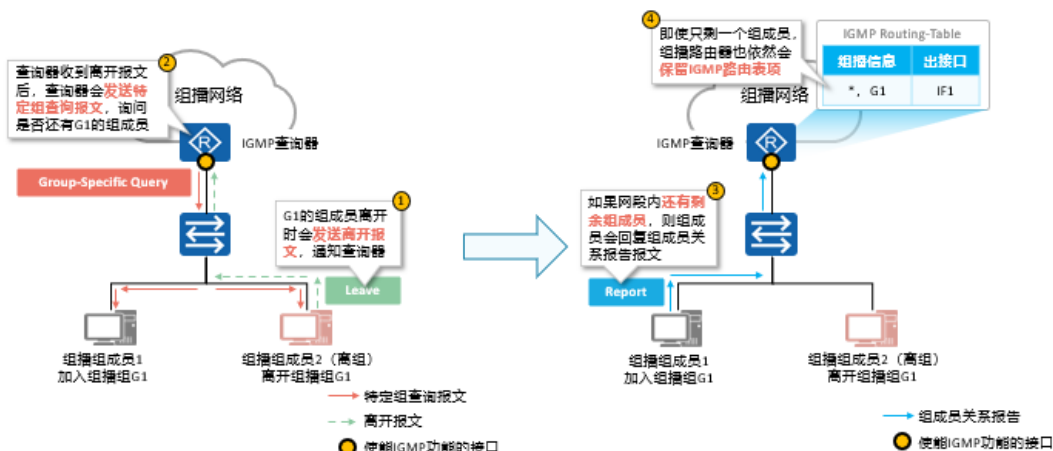 查询器收到离开报文
后，查询器会发送特
定组查询报文，询问
是否还有G1的组成员
2
组播网络
R
IGMP查询器
Group-Specific Query
1
G1的组成员离开
时会发送离开报
文，通知查询器
Leave
组播组成员1
加入组播组G1
组播组成员2（离组）
离开组播组G1
特定组查询报文
离开报文
使能IGMP功能的接口
4
即使只剩一个组成员，
组播路由器也依然会
保留IGMP路由表项
IGMP Routing-Table
组播信息 出接口
*，G1 IF1
组播网络
R
IGMP查询器
3
如果网段内还有剩
余组成员，则组成
员会回复组成员关
系报告报文
Report
组播组成员1
加入组播组G1
组播组成员2（离组）
离开组播组G1
组成员关系报告
使能IGMP功能的接口